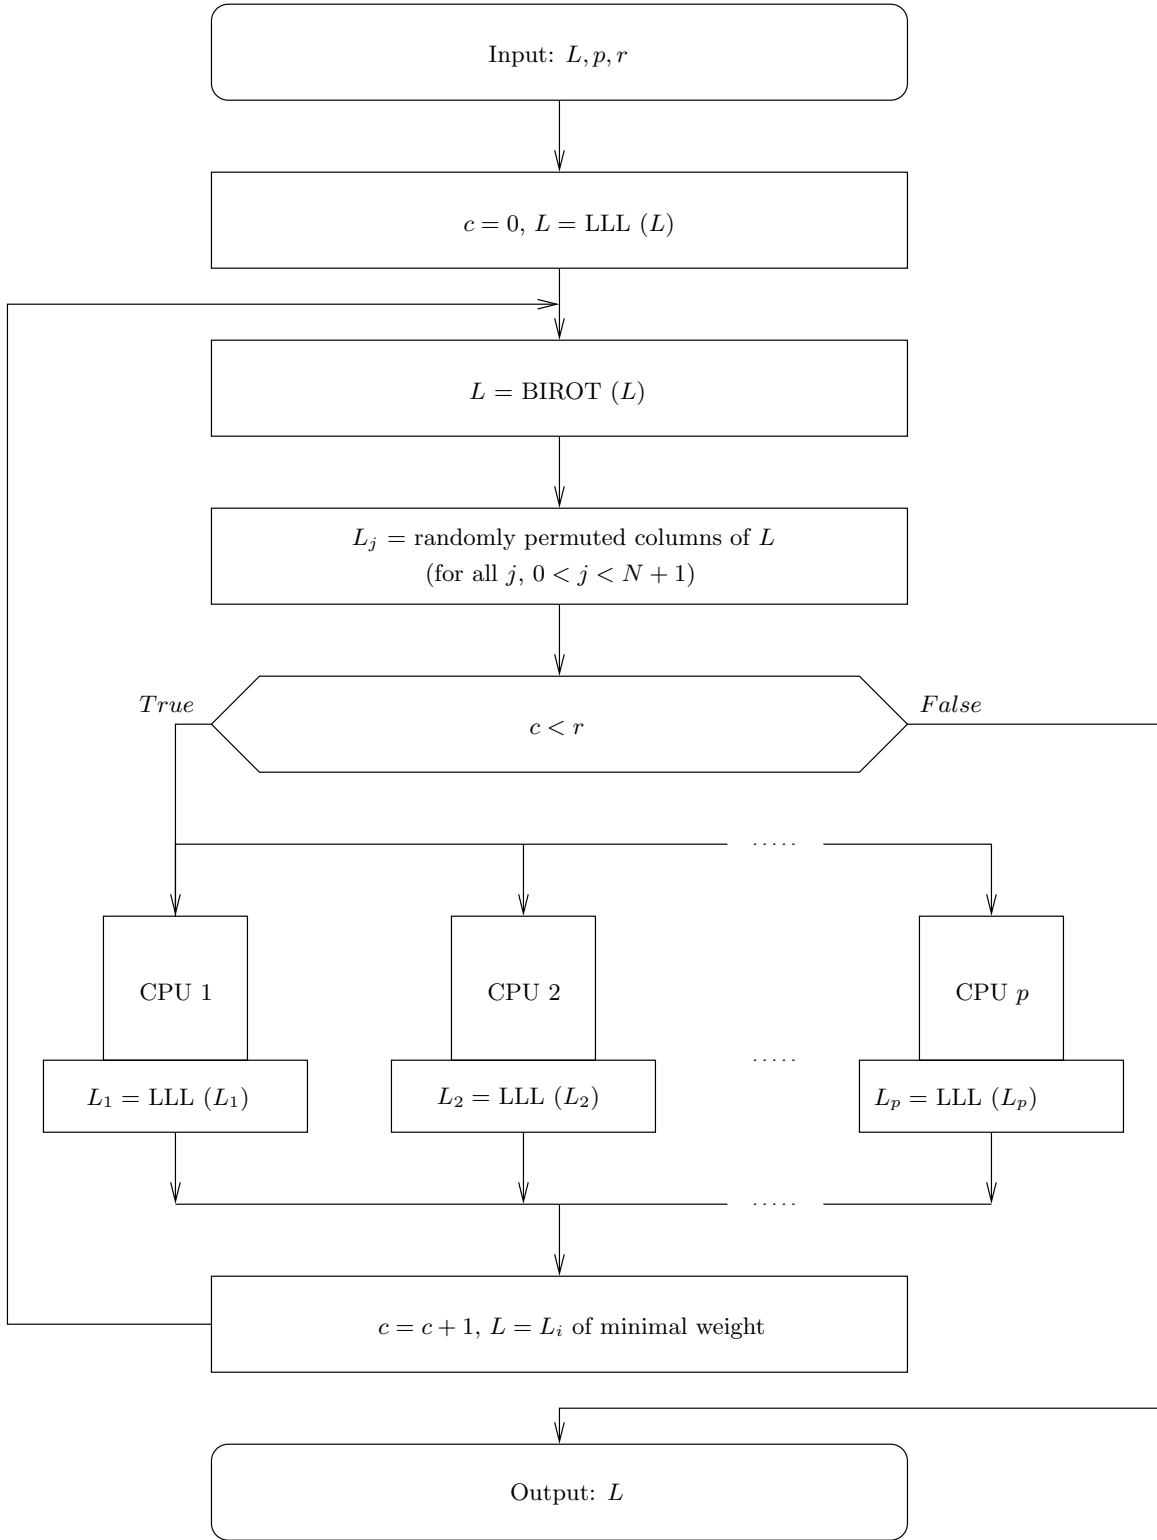 Input: L, p, r
c = 0, L = LLL (L)
L = BIROT (L)
L_j = randomly permuted columns of L
(for all j, 0 < j < N + 1)
True
False
c < r
.....
CPU 1
CPU 2
CPU p
.....
L_1 = LLL (L_1)
L_2 = LLL (L_2)
L_p = LLL (L_p)
.....
c = c + 1, L = L_i of minimal weight
Output: L